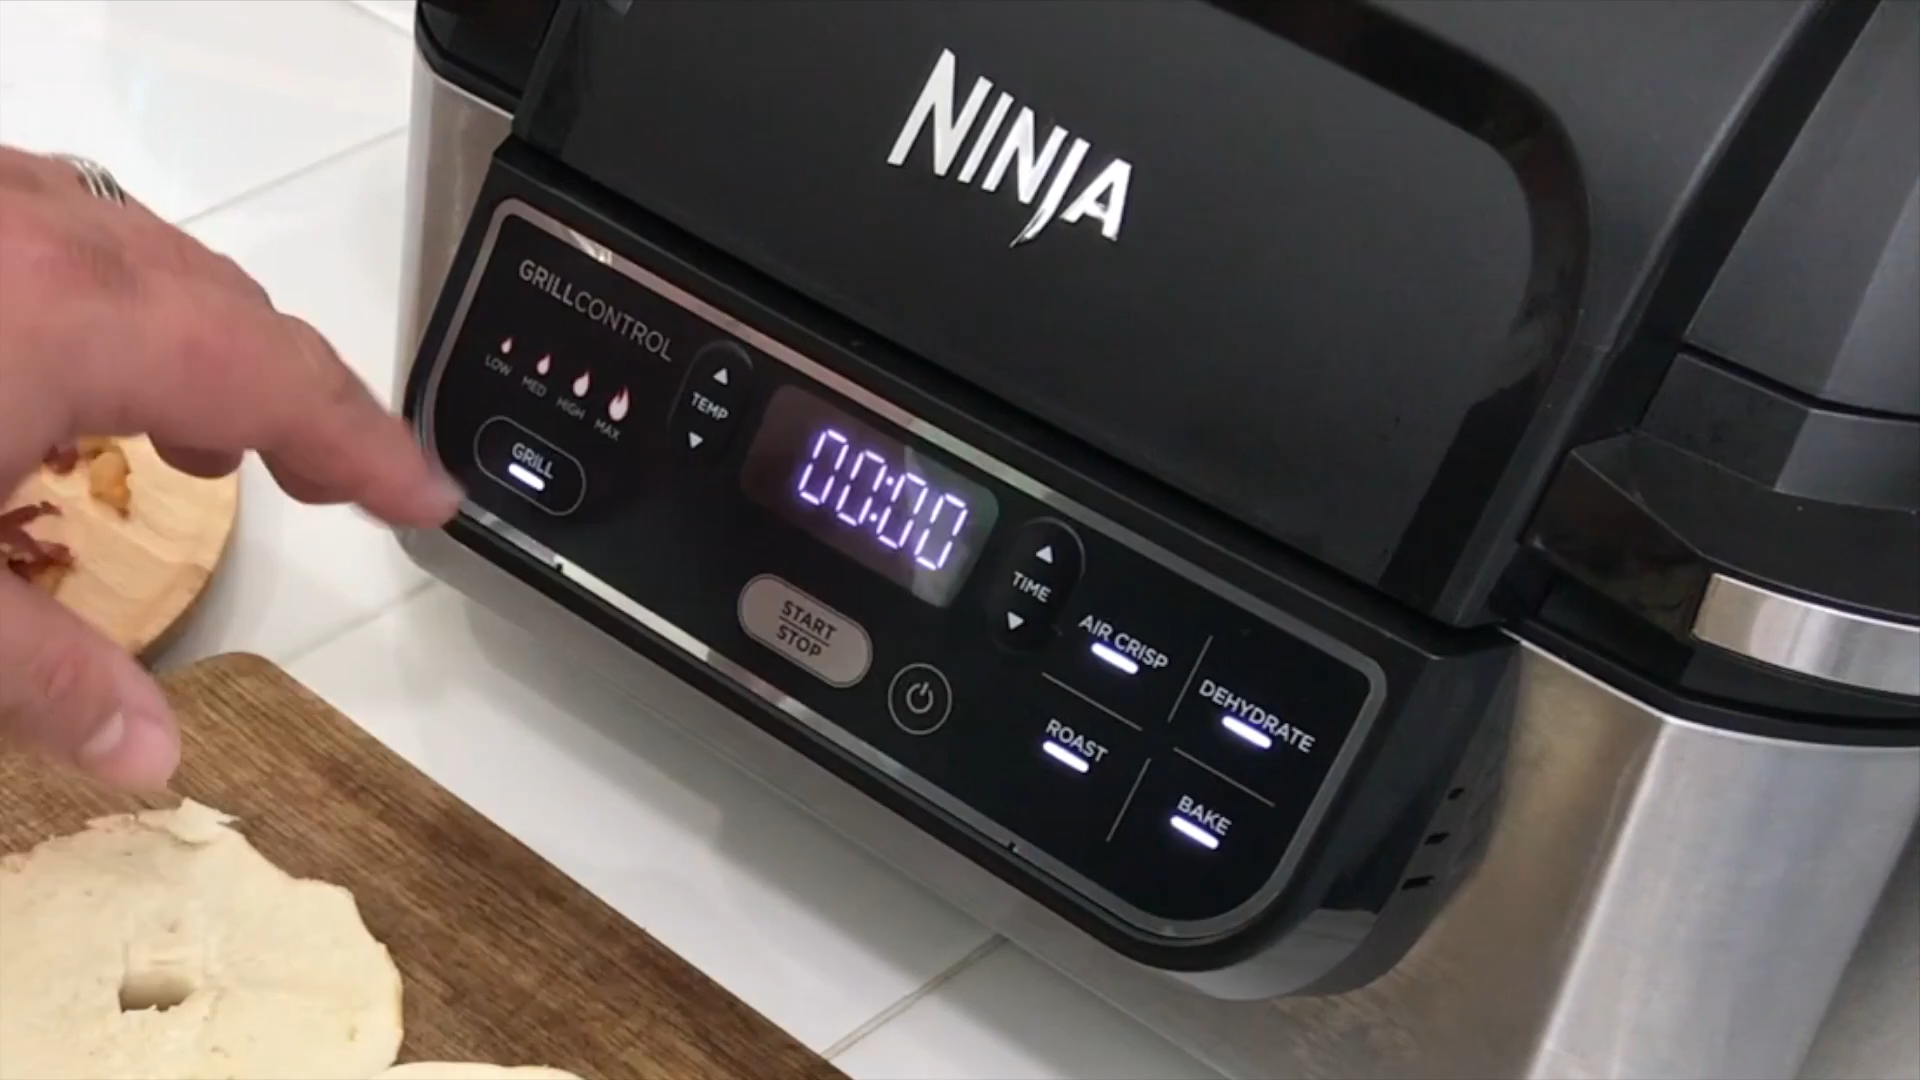 NINJA
GRILLCONTROL
LOW
MED
HIGH
MAX
TEMP
GRILL
00:00
TIME
START
STOP
AIR CRISP
DEHYDRATE
ROAST
BAKE